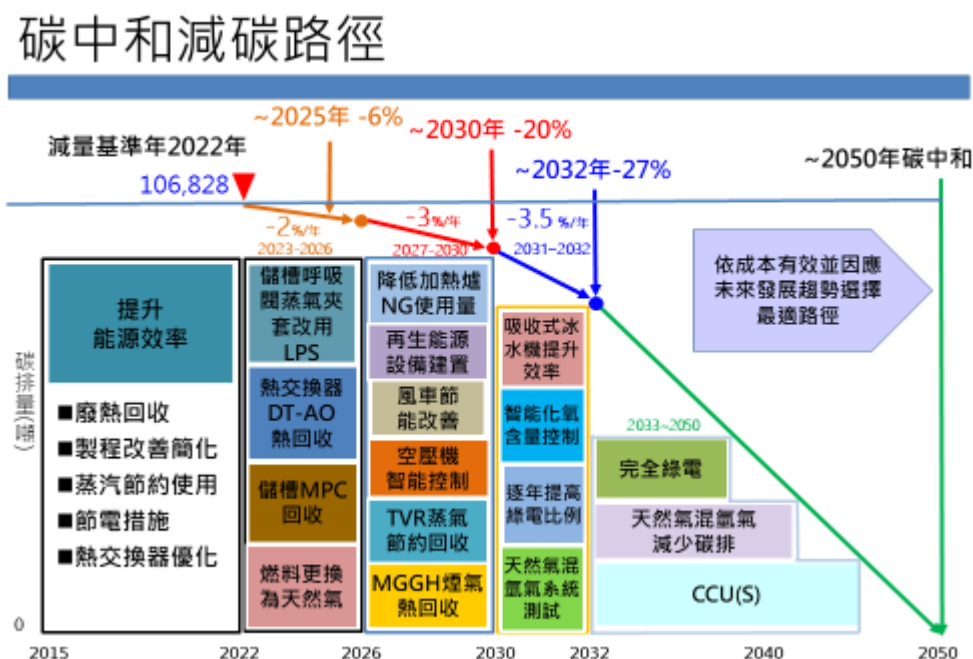 碳中和減碳路徑
~2025年 -6%
~2030年 -20%
減量基準年2022年
~2050年碳中和
~2032年-27%
106,828
-2%/年
2023-2026
-3%/年
2027-2030
-3.5%/年
2031-2032
依成本有效並因應
未來發展趨勢選擇
最適路徑
碳排量(噸)
0
提升
能源效率
■廢熱回收
■製程改善簡化
■蒸汽節約使用
■節電措施
■熱交換器優化
儲槽呼吸
閥蒸氣夾
套改用
LPS
熱交換器
DT-AO
熱回收
儲槽MPC
回收
燃料更換
為天然氣
降低加熱爐
NG使用量
再生能源
設備建置
風車節
能改善
空壓機
智能控制
TVR蒸氣
節約回收
MGGH煙氣
熱回收
吸收式冰
水機提升
效率
智能化氧
含量控制
逐年提高
綠電比例
天然氣混
氫氣系統
測試
2033~2050
完全綠電
天然氣混氫氣
減少碳排
CCU(S)
2015
2022
2026
2030
2032
2040
2050